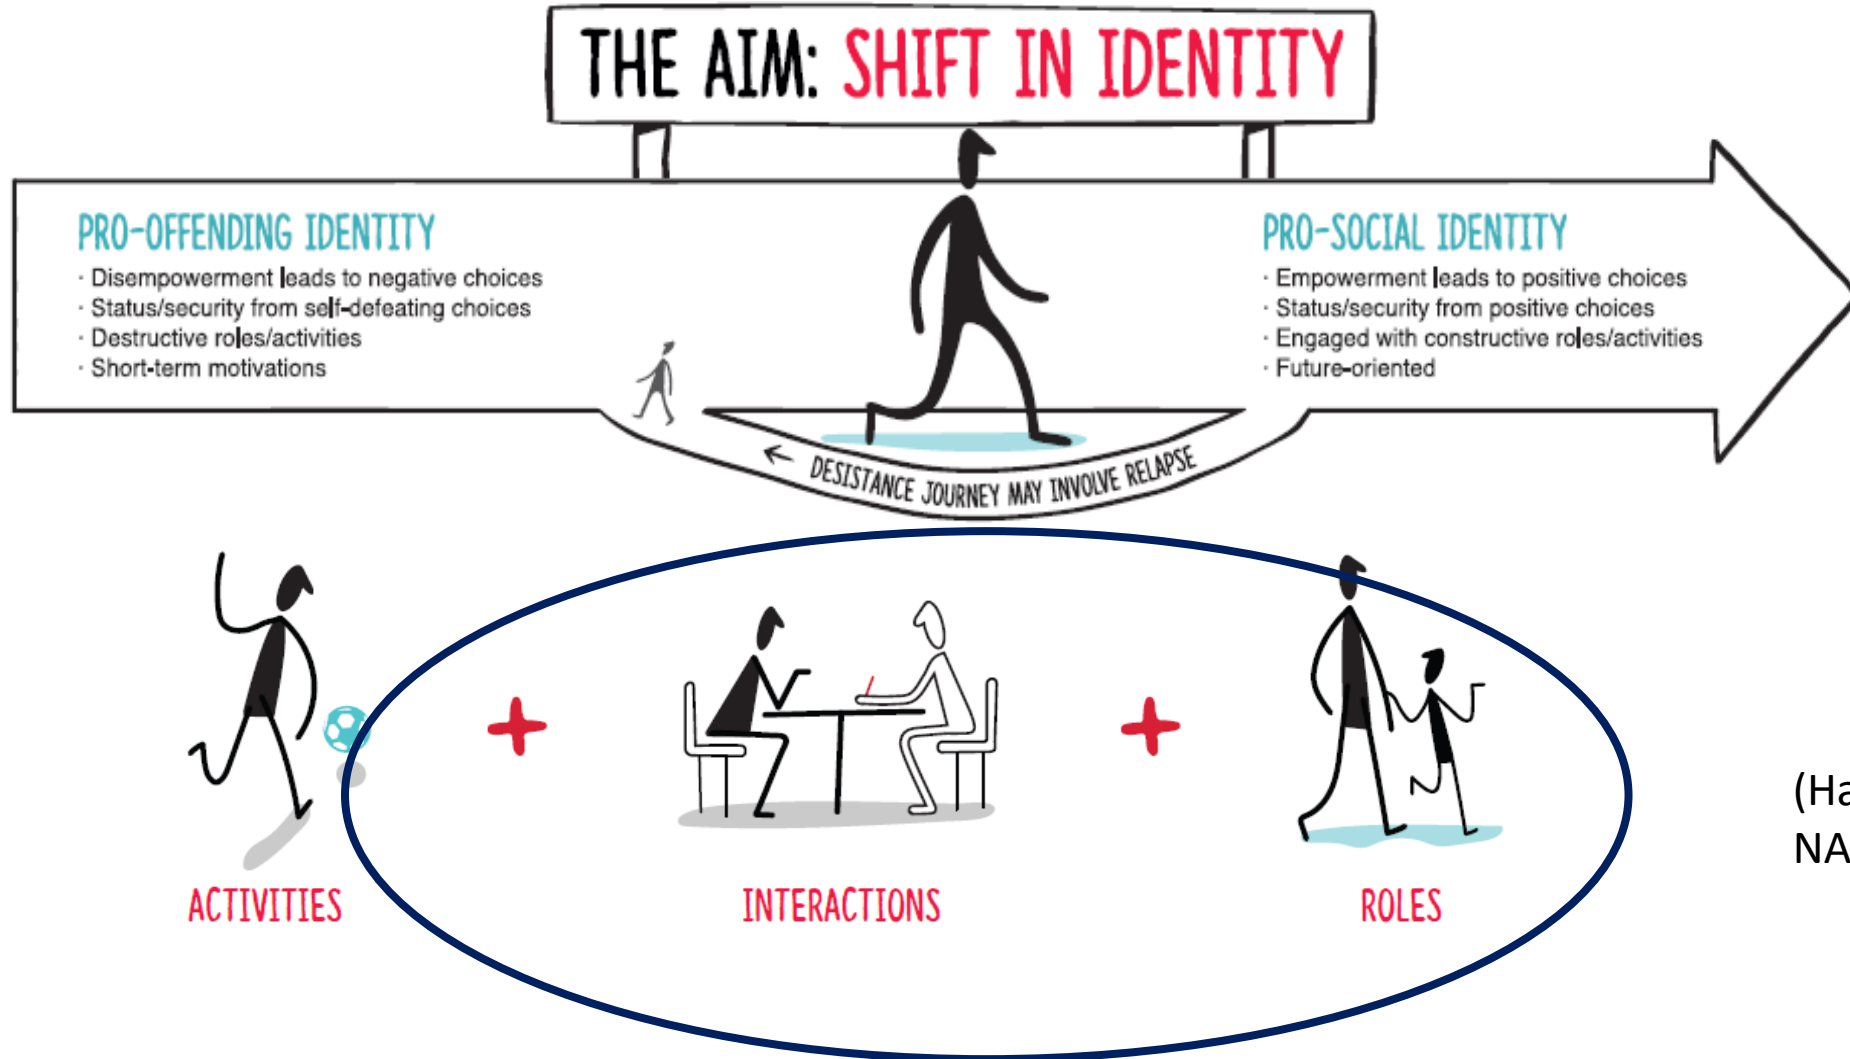 THE AIM: SHIFT IN IDENTITY
PRO-OFFENDING IDENTITY
· Disempowerment leads to negative choices
· Status/security from self-defeating choices
· Destructive roles/activities
· Short-term motivations
PRO-SOCIAL IDENTITY
· Empowerment leads to positive choices
· Status/security from positive choices
· Engaged with constructive roles/activities
· Future-oriented
← DESISTANCE JOURNEY MAY INVOLVE RELAPSE
+
+
ACTIVITIES
INTERACTIONS
ROLES